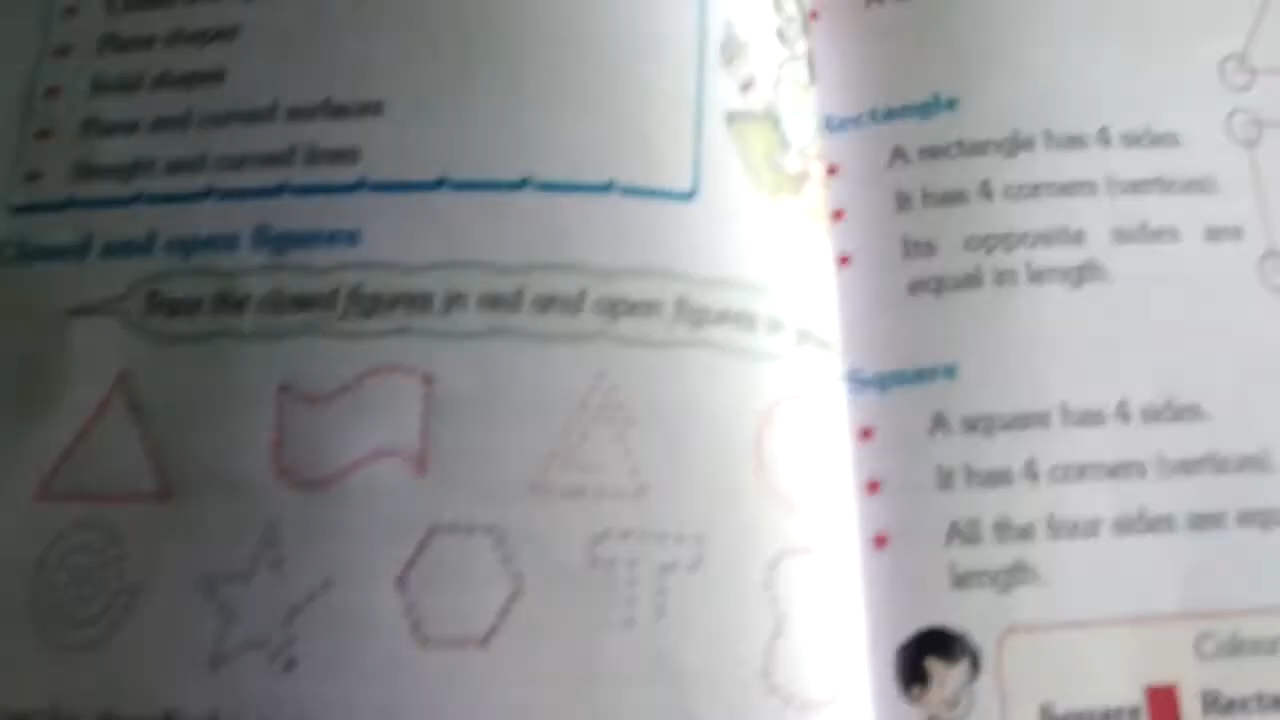 Plane shapes
Solid shapes
Plane and curved surfaces
Straight and curved lines
Closed and open figures
Trace the closed figures in red and open figures in
Rectangle
A rectangle has 4 sides.
It has 4 corners (vertices).
Its opposite sides are
equal in length.
Square
A square has 4 sides.
It has 4 corners (vertices).
All the four sides are
length.
Colour
Square